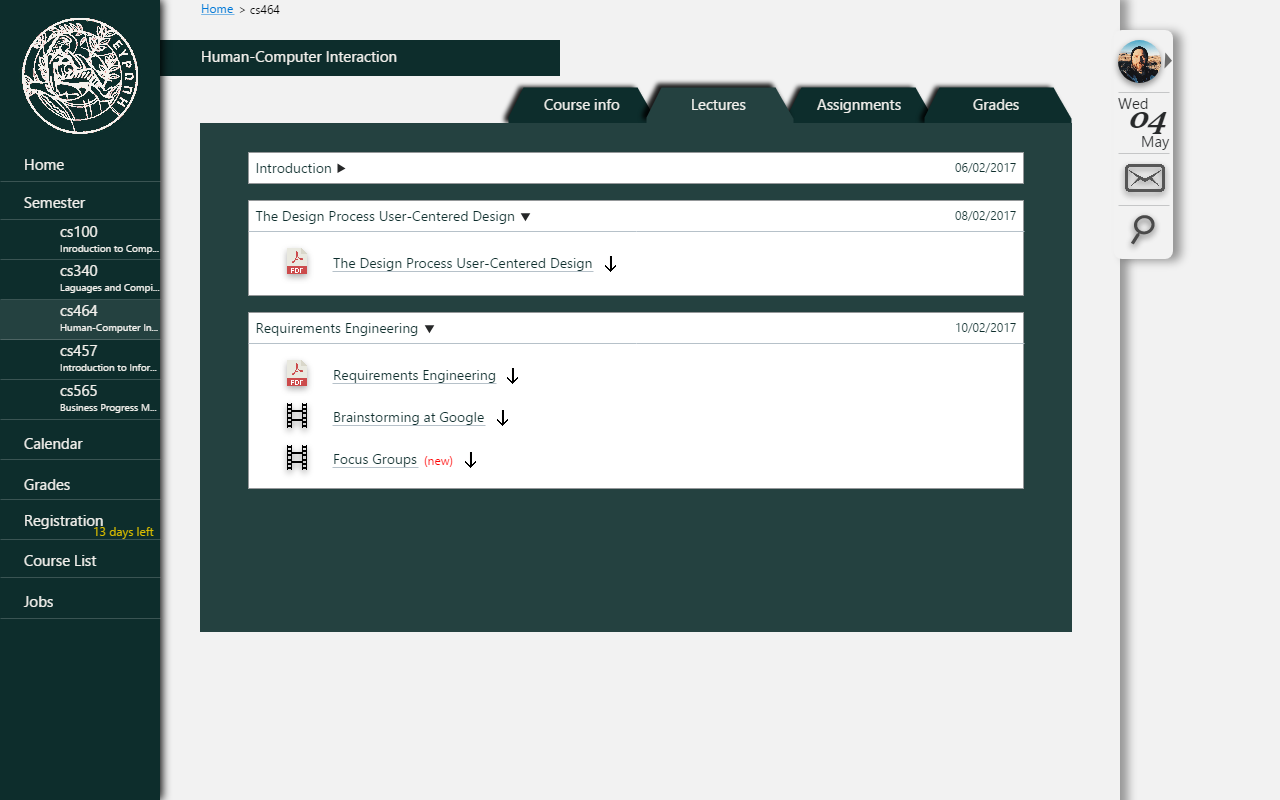 ΕΥΡΩΠΗ
Home
Semester
cs100
Inroduction to Comp...
cs340
Laguages and Compi...
cs464
Human-Computer In...
cs457
Introduction to Infor...
cs565
Business Progress M...
Calendar
Grades
Registration
13 days left
Course List
Jobs
Home > cs464
Human-Computer Interaction
Course info
Lectures
Assignments
Grades
Introduction
06/02/2017
The Design Process User-Centered Design
08/02/2017
PDF
The Design Process User-Centered Design
Requirements Engineering
10/02/2017
PDF
Requirements Engineering
Brainstorming at Google
Focus Groups (new)
Wed
04
May